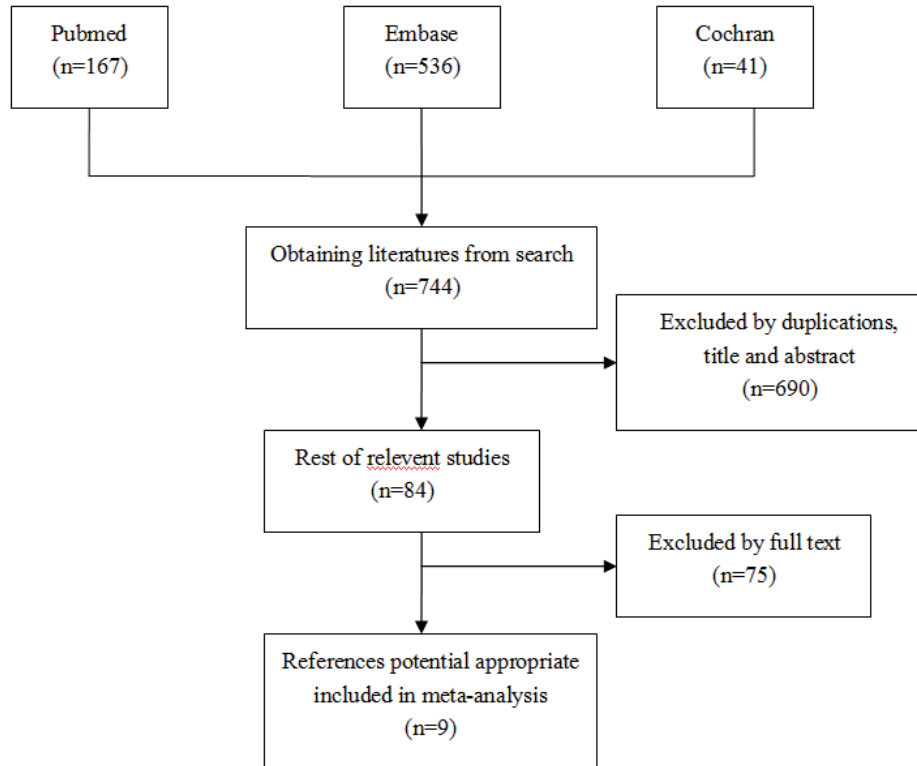 Pubmed
(n=167)
Embase
(n=536)
Cochran
(n=41)
Obtaining literatures from search
(n=744)
Excluded by duplications,
title and abstract
(n=690)
Rest of relevent studies
(n=84)
Excluded by full text
(n=75)
References potential appropriate
included in meta-analysis
(n=9)